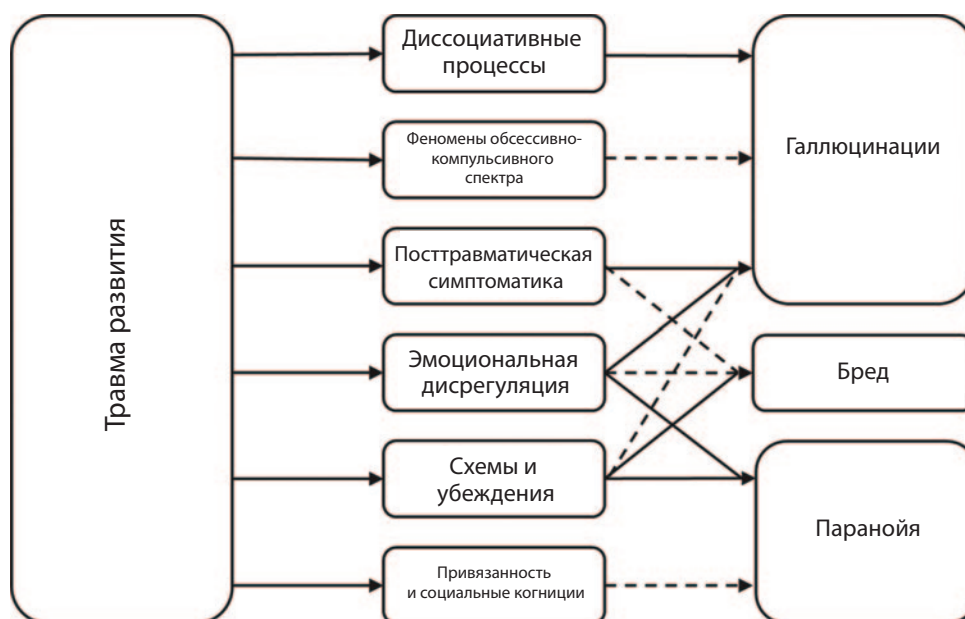 Травма развития
Диссоциативные
процессы
Феномены обсессивно-
компульсивного
спектра
Посттравматическая
симптоматика
Эмоциональная
дисрегуляция
Схемы и
убеждения
Привязанность
и социальные когниции
Галлюцинации
Бред
Паранойя